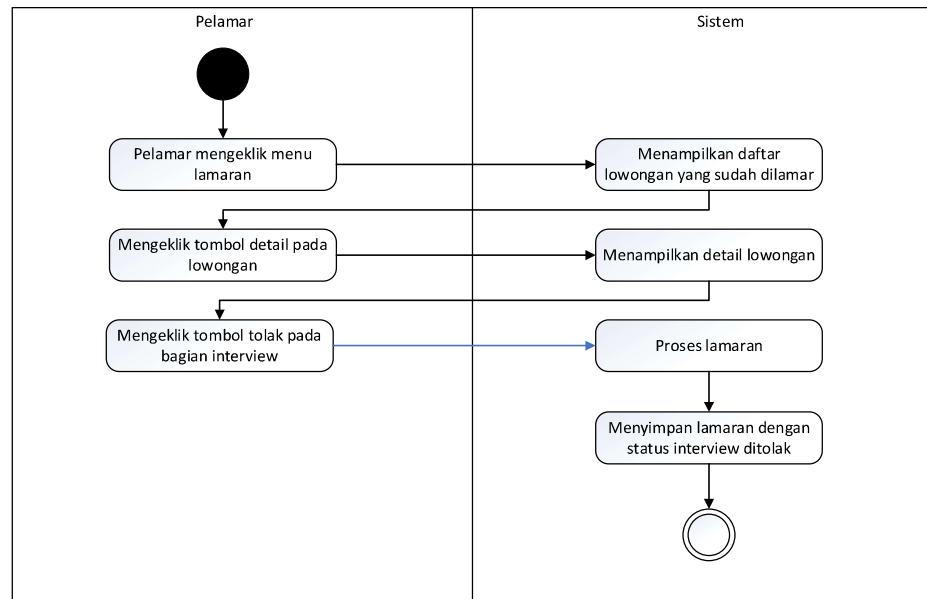 Pelamar
Sistem
Pelamar mengeklik menu
lamaran
Menampilkan daftar
lowongan yang sudah dilamar
Mengeklik tombol detail pada
lowongan
Menampilkan detail lowongan
Mengeklik tombol tolak pada
bagian interview
Proses lamaran
Menyimpan lamaran dengan
status interview ditolak